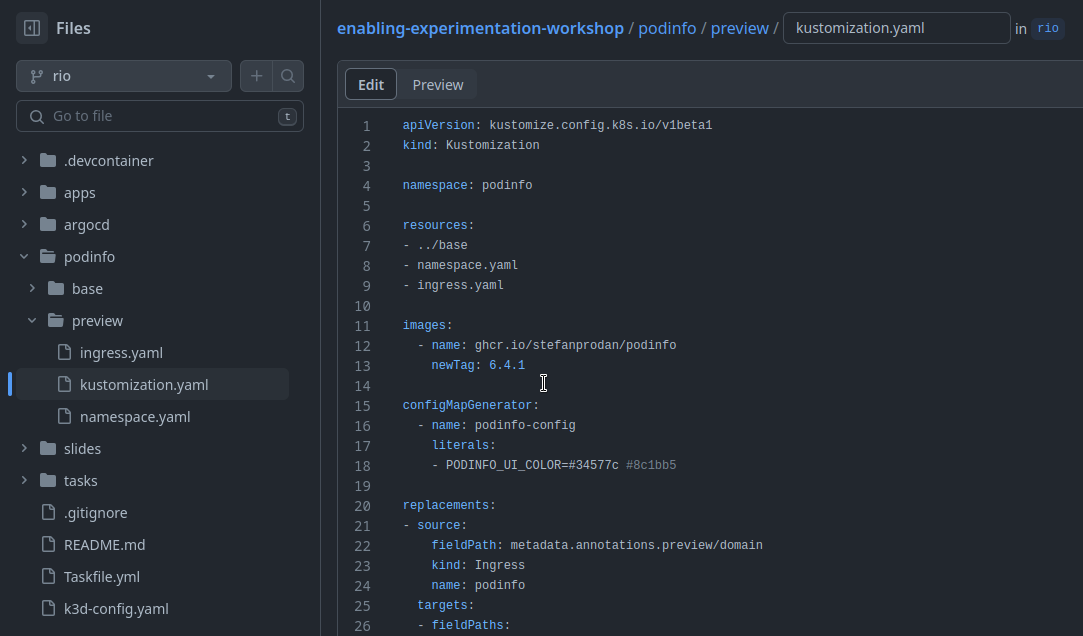 Files
rio
Go to file
t
.devcontainer
apps
argocd
podinfo
base
preview
ingress.yaml
kustomization.yaml
namespace.yaml
slides
tasks
.gitignore
README.md
Taskfile.yml
k3d-config.yaml
enabling-experimentation-workshop / podinfo / preview / kustomization.yaml in rio
Edit Preview
1 apiVersion: kustomize.config.k8s.io/v1beta1
2 kind: Kustomization
3
4 namespace: podinfo
5
6 resources:
7 - ../base
8 - namespace.yaml
9 - ingress.yaml
10
11 images:
12   - name: ghcr.io/stefanprodan/podinfo
13     newTag: 6.4.1
14
15 configMapGenerator:
16   - name: podinfo-config
17     literals:
18     - PODINFO_UI_COLOR=#34577c #8c1bb5
19
20 replacements:
21 - source:
22     fieldPath: metadata.annotations.preview/domain
23     kind: Ingress
24     name: podinfo
25   targets:
26   - fieldPaths: